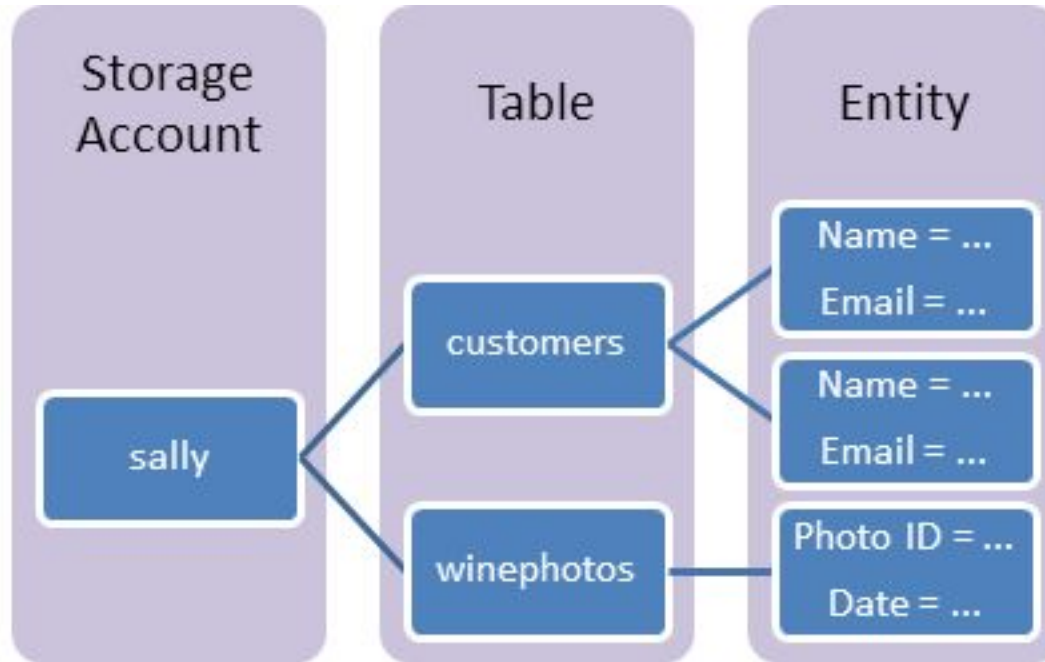 Storage
Account
Table
Entity
sally
customers
winephotos
Name = ...
Email = ...
Name = ...
Email = ...
Photo ID = ...
Date = ...